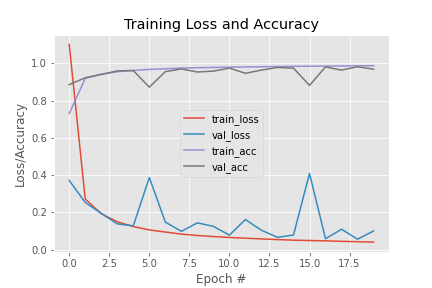 Training Loss and Accuracy
1.0
0.8
0.6
0.4
0.2
0.0
Loss/Accuracy
train_loss
val_loss
train_acc
val_acc
0.0 2.5 5.0 7.5 10.0 12.5 15.0 17.5
Epoch #